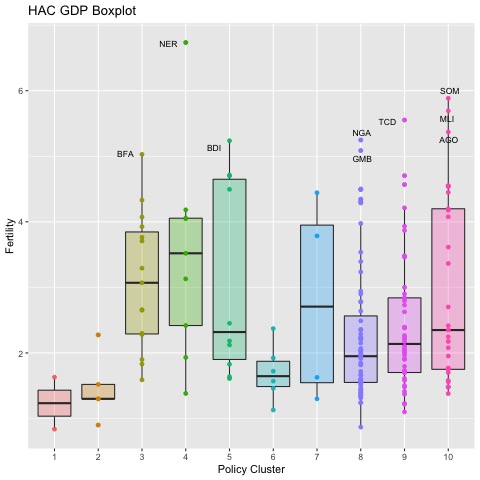 HAC GDP Boxplot
NER
6
SOM
MLI
TCD
NGA
AGO
BFA
BDI
GMB
Fertility
4
2
1 2 3 4 5 6 7 8 9 10
Policy Cluster